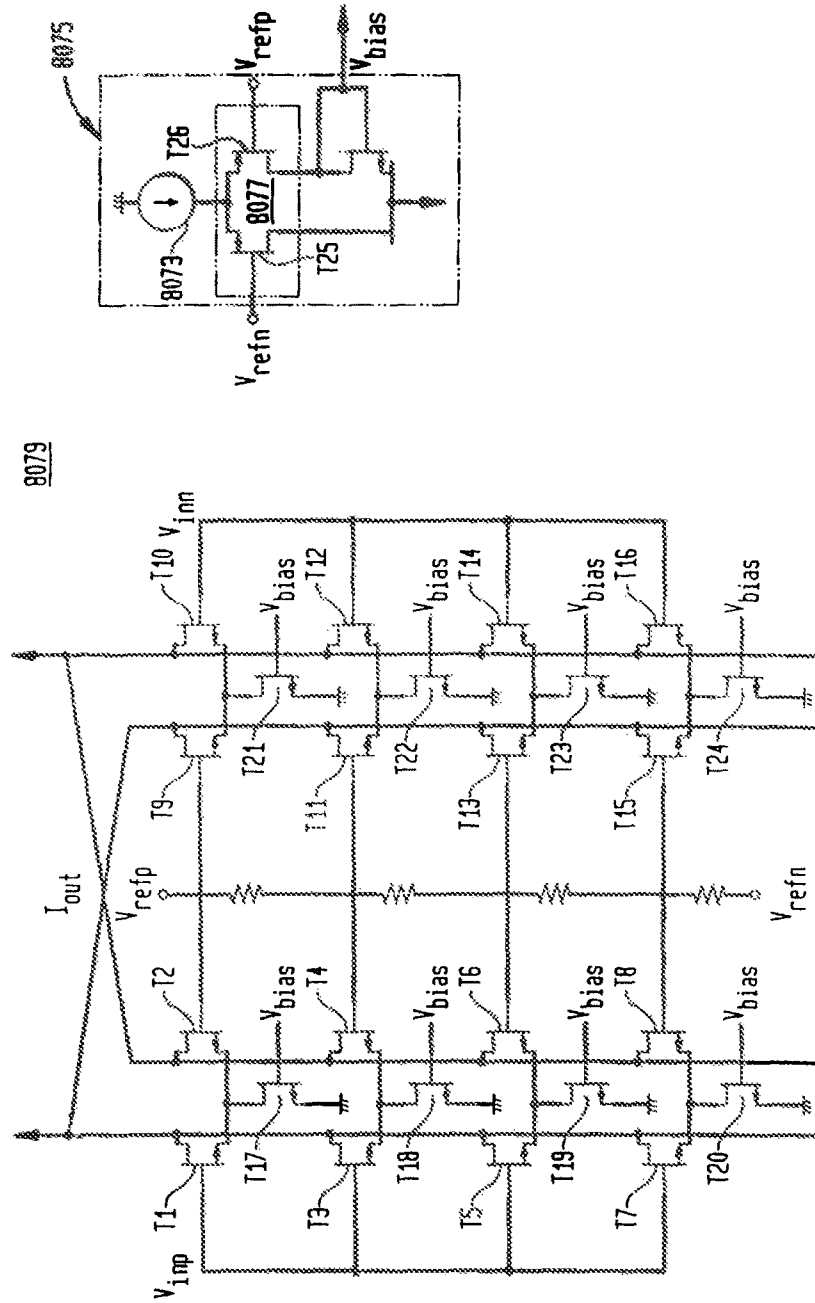 8079
8075
I_out
V_refp
V_inp
V_inn
T1
T2
T9
T10
T17
V_bias
T21
V_bias
T3
T4
T11
T12
T18
V_bias
T22
V_bias
T5
T6
T13
T14
T19
V_bias
T23
V_bias
T7
T8
T15
T16
T20
V_bias
T24
V_bias
V_refn
8073
T26
8077
T25
V_refn
V_refp
V_bias